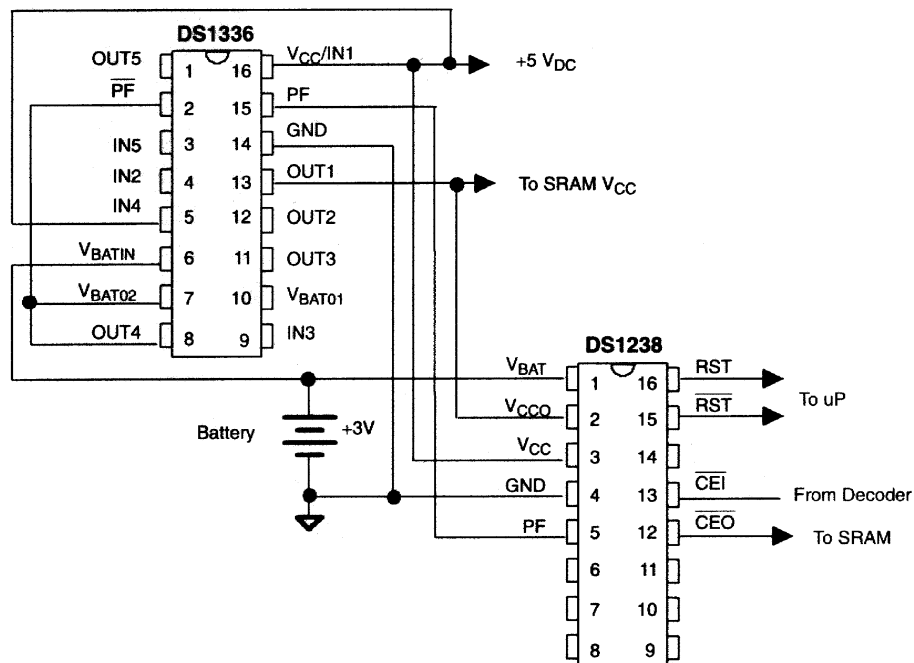 DS1336
OUT5 1 16 VCC/IN1 +5 VDC
PF 2 15 PF
IN5 3 14 GND
IN2 4 13 OUT1 To SRAM VCC
IN4 5 12 OUT2
VBATIN 6 11 OUT3
VBAT02 7 10 VBAT01
OUT4 8 9 IN3
DS1238
VBAT 1 16 RST
To uP
VCCO 2 15 RST
Battery +3V
VCC 3 14
GND 4 13 CEI From Decoder
PF 5 12 CEO To SRAM
6 11
7 10
8 9